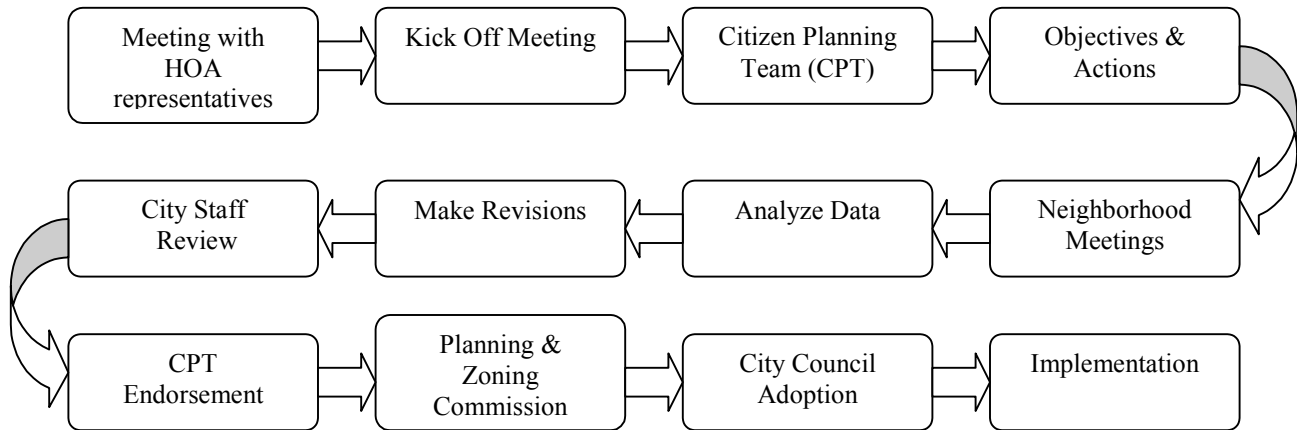 Meeting with
HOA
representatives
Kick Off Meeting
Citizen Planning
Team (CPT)
Objectives &
Actions
Neighborhood
Meetings
Analyze Data
Make Revisions
City Staff
Review
CPT
Endorsement
Planning &
Zoning
Commission
City Council
Adoption
Implementation